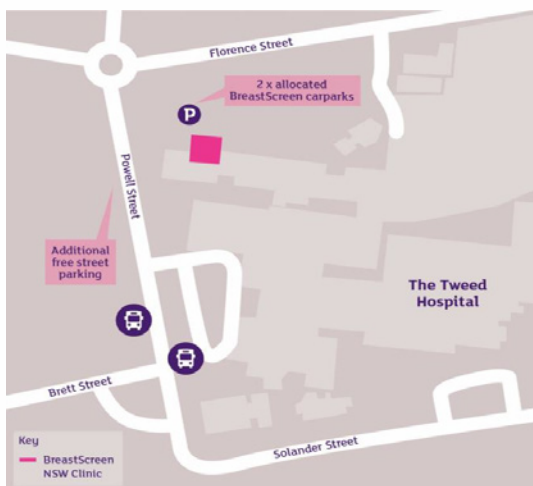 Florence Street
2 x allocated
BreastScreen carparks
P
Powell Street
Additional
free street
parking
The Tweed
Hospital
Brett Street
Solander Street
Key
BreastScreen
NSW Clinic